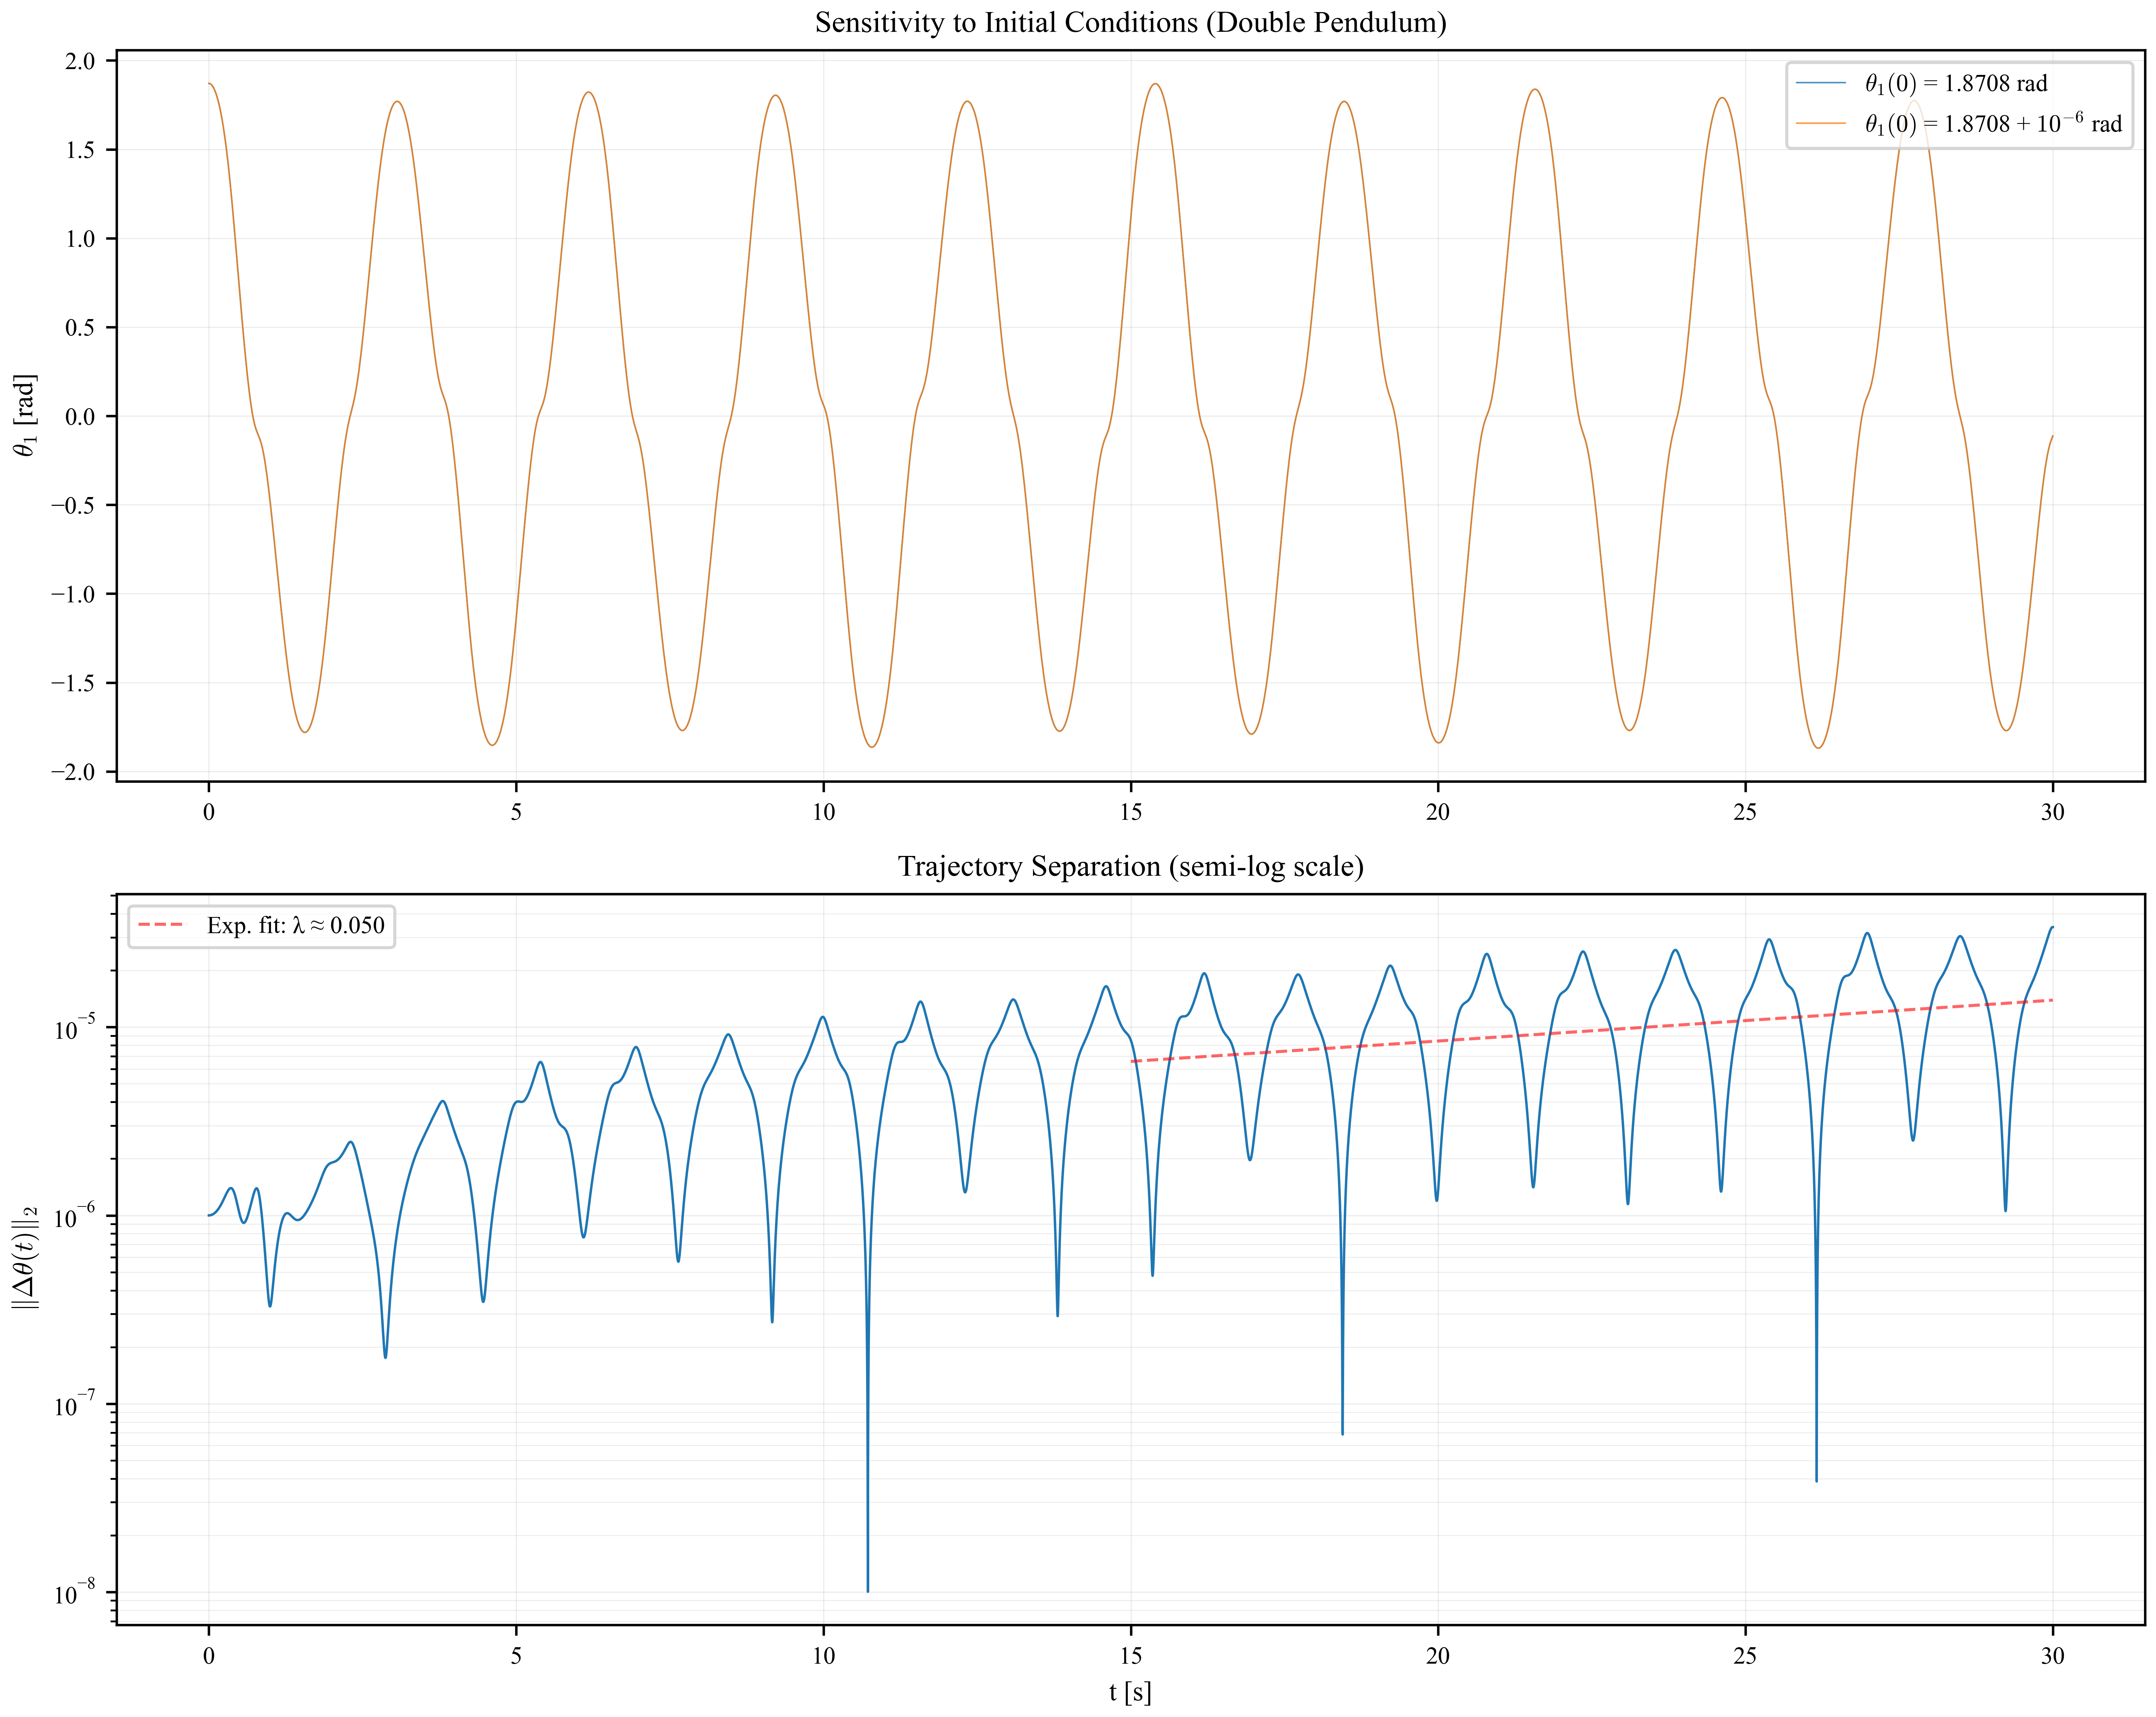 Sensitivity to Initial Conditions (Double Pendulum)
θ₁(0) = 1.8708 rad
θ₁(0) = 1.8708 + 10⁻⁶ rad
θ₁ [rad]
2.0
1.5
1.0
0.5
0.0
−0.5
−1.0
−1.5
−2.0
0 5 10 15 20 25 30
Trajectory Separation (semi-log scale)
Exp. fit: λ ≈ 0.050
||Δθ(t)||₂
10⁻⁵
10⁻⁶
10⁻⁷
10⁻⁸
0 5 10 15 20 25 30
t [s]